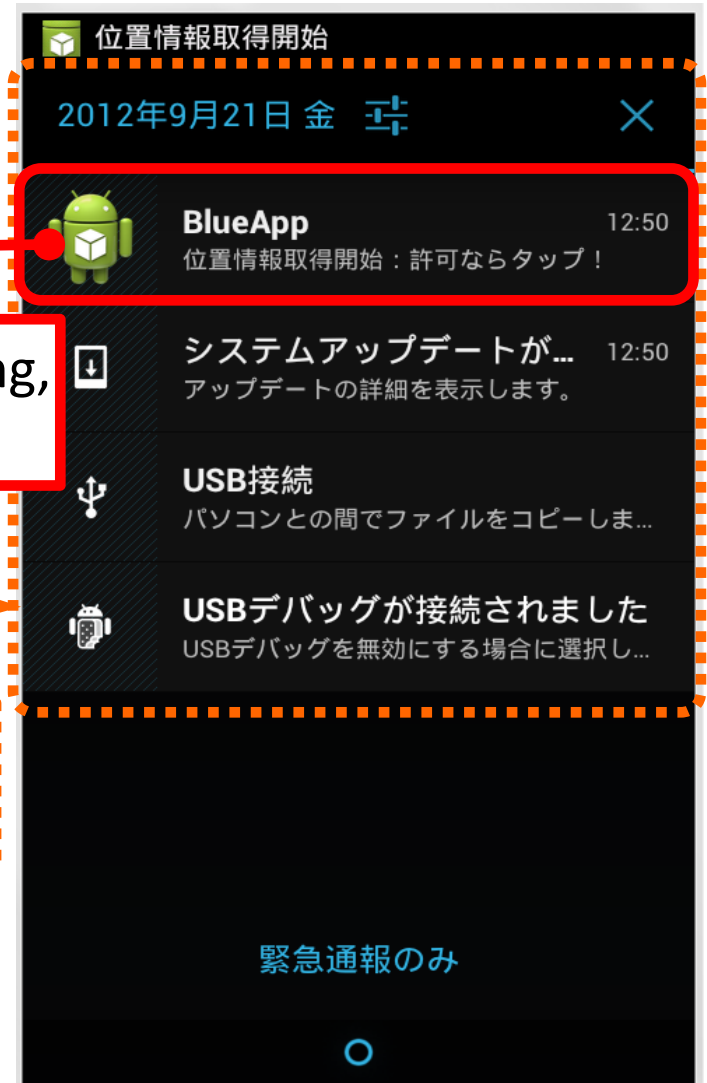 位置情報取得開始
2012年9月21日 金
BlueApp 12:50
位置情報取得開始：許可ならタップ！
システムアップデートが... 12:50
アップデートの詳細を表示します。
ng,
USB接続
パソコンとの間でファイルをコピーしま...
USBデバッグが接続されました
USBデバッグを無効にする場合に選択し...
緊急通報のみ